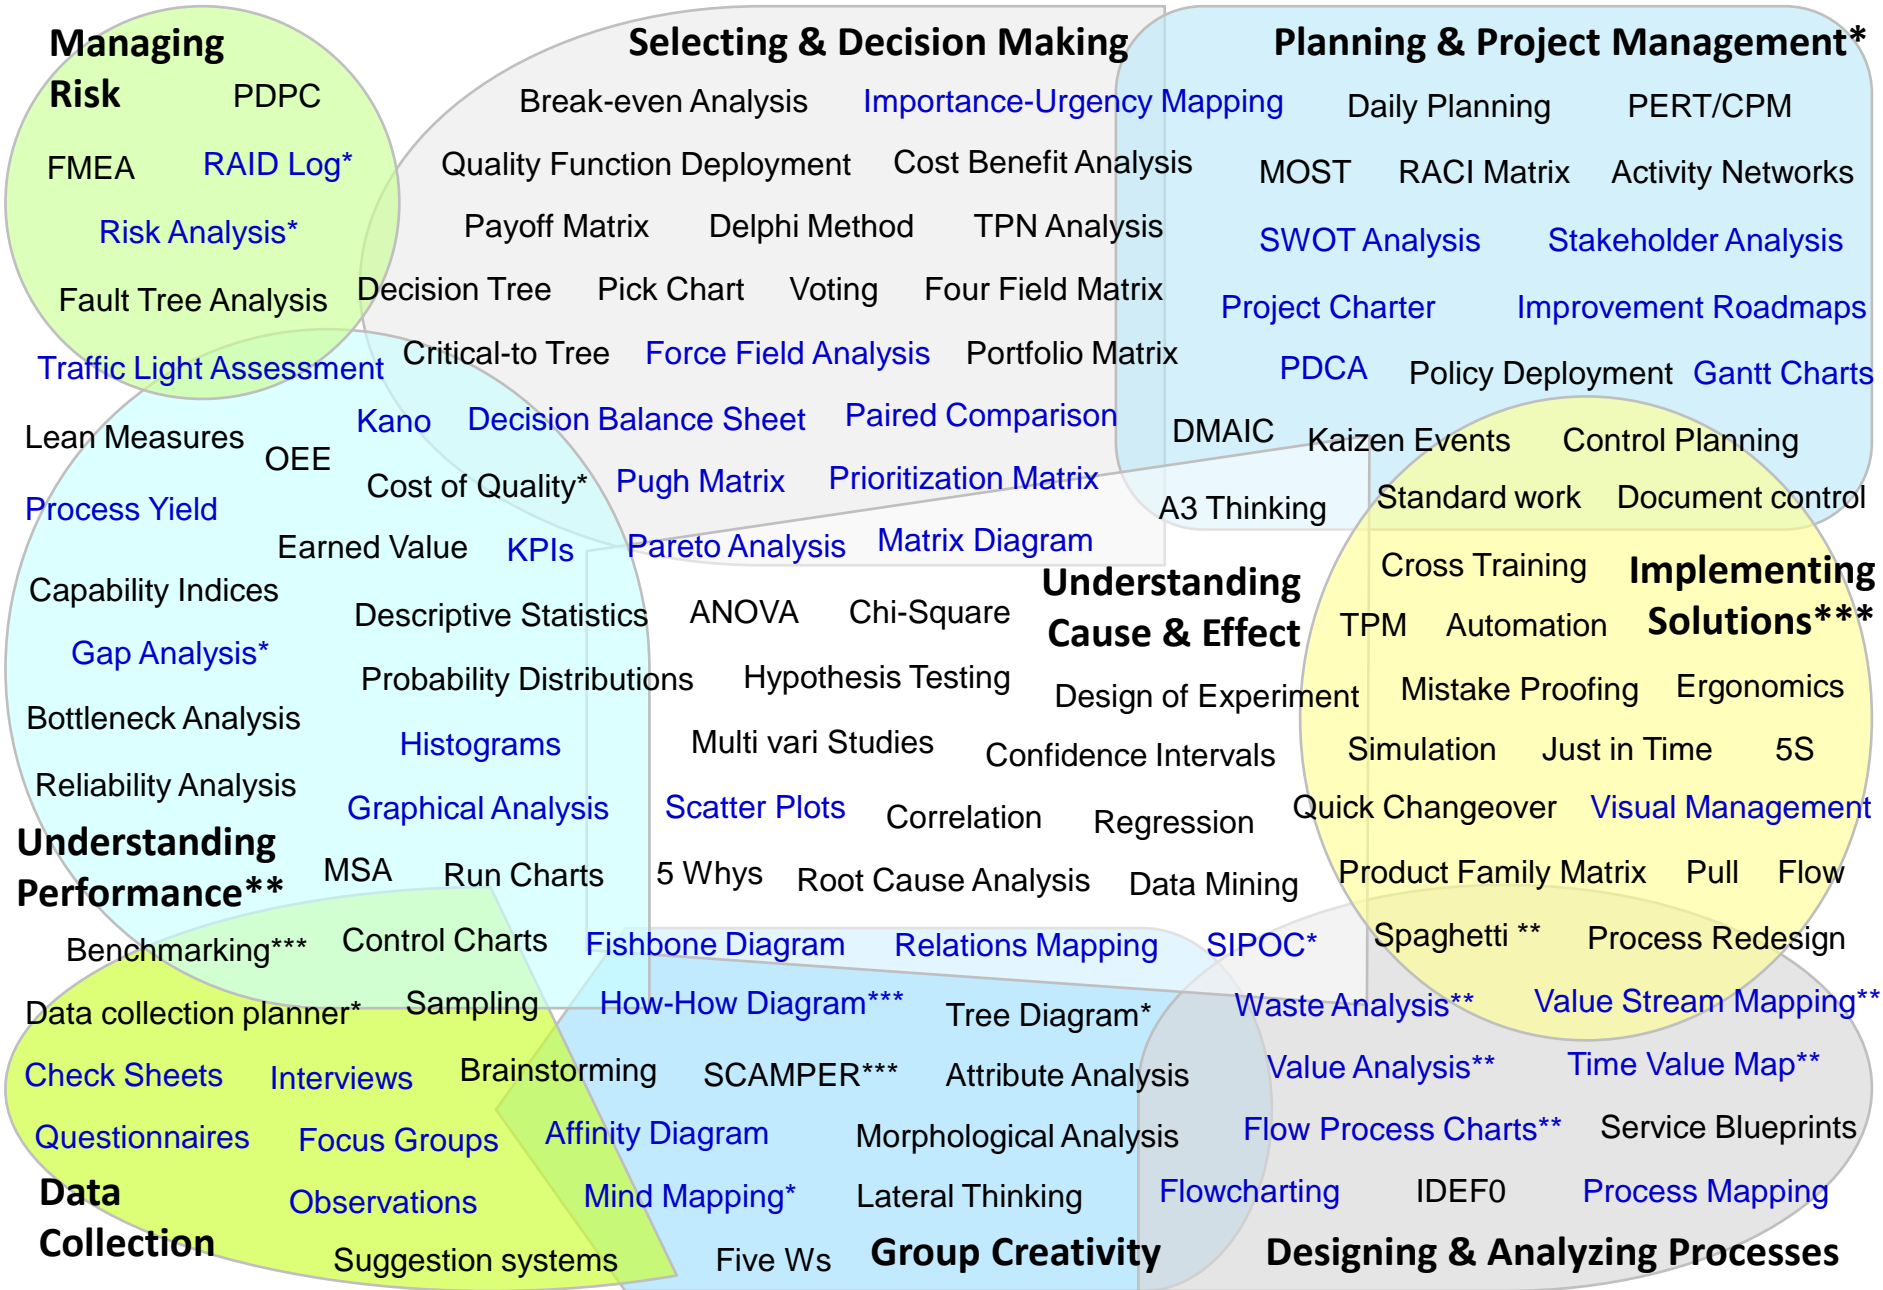 Managing
Risk
PDPC
FMEA
RAID Log*
Risk Analysis*
Fault Tree Analysis
Traffic Light Assessment
Selecting & Decision Making
Break-even Analysis
Importance-Urgency Mapping
Quality Function Deployment
Cost Benefit Analysis
Payoff Matrix
Delphi Method
TPN Analysis
Decision Tree
Pick Chart
Voting
Four Field Matrix
Critical-to Tree
Force Field Analysis
Portfolio Matrix
Kano
Decision Balance Sheet
Paired Comparison
Cost of Quality*
Pugh Matrix
Prioritization Matrix
Pareto Analysis
Matrix Diagram
Planning & Project Management*
Daily Planning
PERT/CPM
MOST
RACI Matrix
Activity Networks
SWOT Analysis
Stakeholder Analysis
Project Charter
Improvement Roadmaps
PDCA
Policy Deployment
Gantt Charts
DMAIC
Kaizen Events
Control Planning
A3 Thinking
Standard work
Document control
Lean Measures
OEE
Process Yield
Earned Value
KPIs
Capability Indices
Descriptive Statistics
Gap Analysis*
Probability Distributions
Bottleneck Analysis
Histograms
Reliability Analysis
Graphical Analysis
Understanding
Performance**
MSA
Run Charts
Benchmarking***
Control Charts
Understanding
Cause & Effect
ANOVA
Chi-Square
Hypothesis Testing
Design of Experiment
Multi vari Studies
Confidence Intervals
Scatter Plots
Correlation
Regression
5 Whys
Root Cause Analysis
Data Mining
Fishbone Diagram
Relations Mapping
SIPOC*
Cross Training
Implementing
Solutions***
TPM
Automation
Mistake Proofing
Ergonomics
Simulation
Just in Time
5S
Quick Changeover
Visual Management
Product Family Matrix
Pull
Flow
Spaghetti **
Process Redesign
Data collection planner*
Sampling
Check Sheets
Interviews
Brainstorming
Questionnaires
Focus Groups
Data
Collection
Observations
Suggestion systems
How-How Diagram***
Tree Diagram*
SCAMPER***
Attribute Analysis
Affinity Diagram
Morphological Analysis
Mind Mapping*
Lateral Thinking
Five Ws
Group Creativity
Waste Analysis**
Value Stream Mapping**
Value Analysis**
Time Value Map**
Flow Process Charts**
Service Blueprints
Flowcharting
IDEF0
Process Mapping
Designing & Analyzing Processes